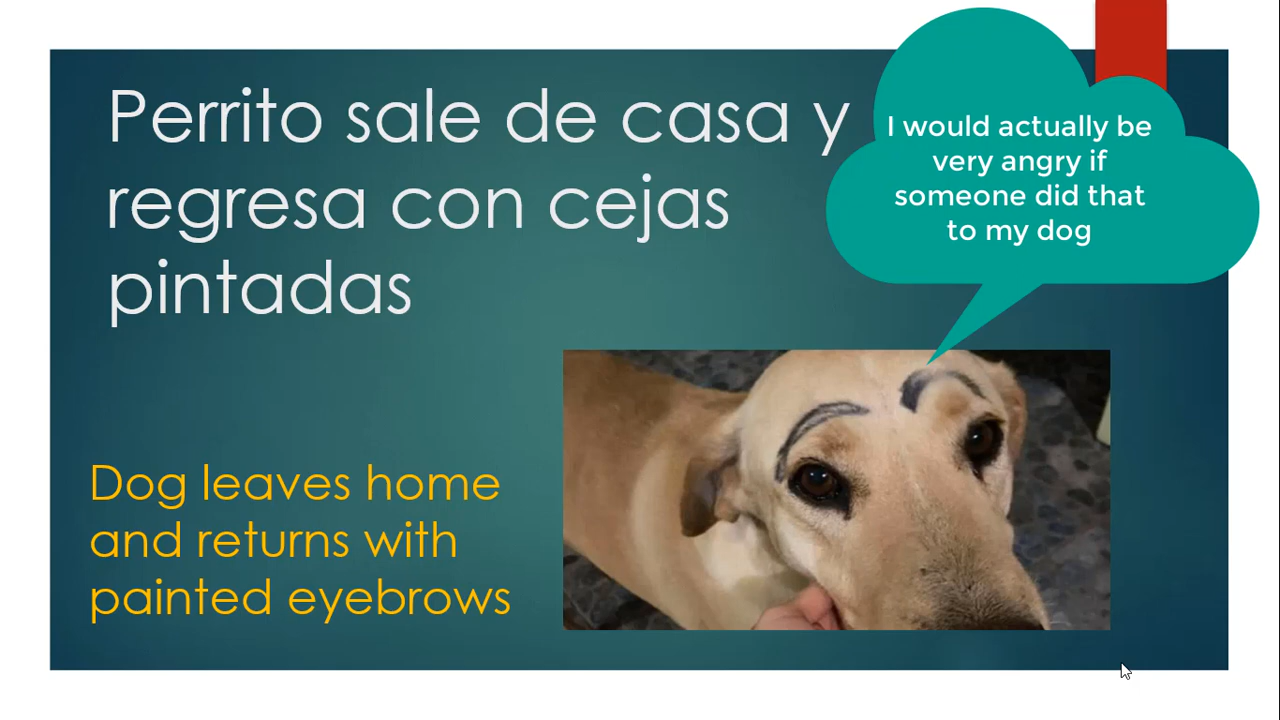 Perrito sale de casa y
regresa con cejas
pintadas
I would actually be
very angry if
someone did that
to my dog
Dog leaves home
and returns with
painted eyebrows